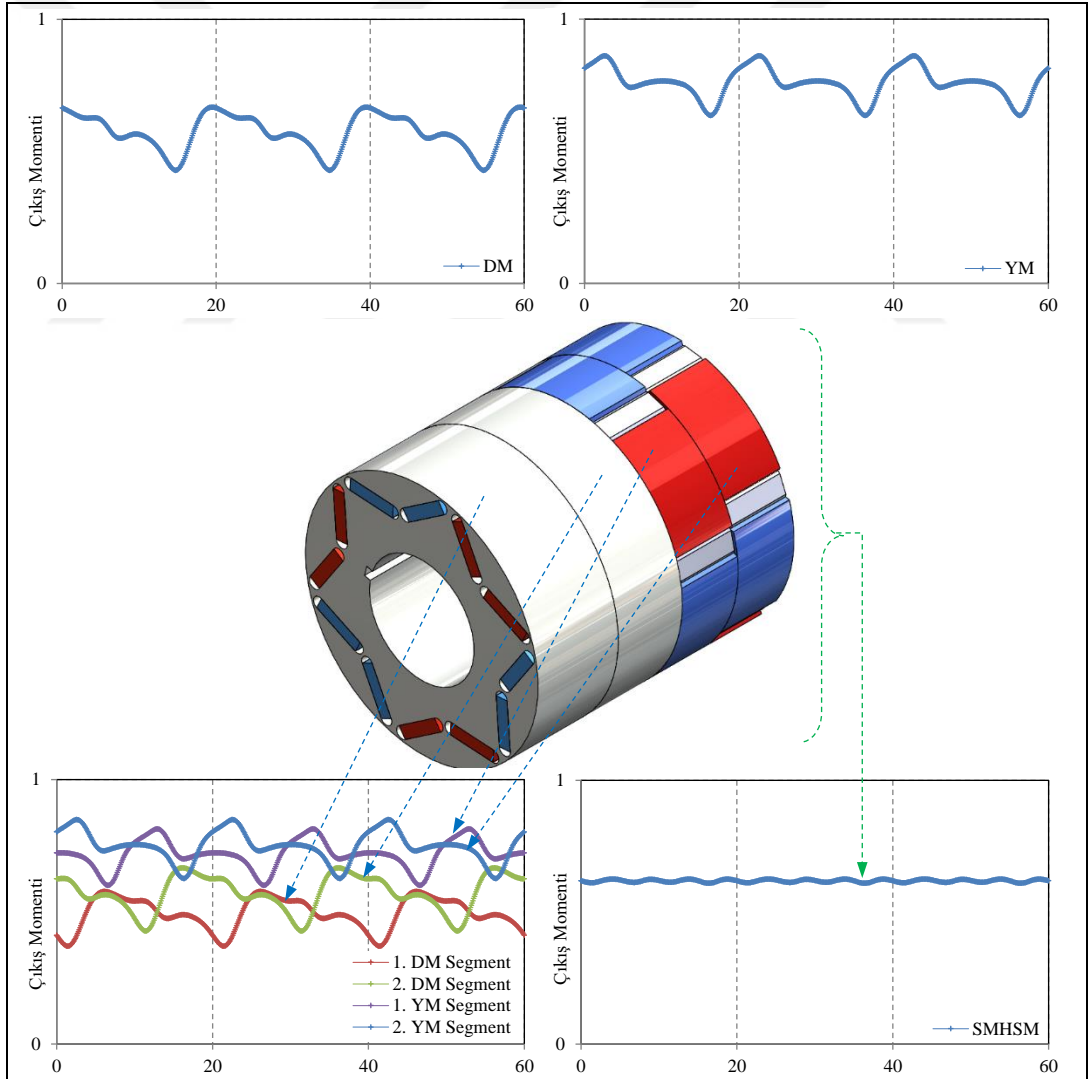 1
Çıkış Momenti
DM
0
0
20
40
60
1
Çıkış Momenti
YM
0
0
20
40
60
1
Çıkış Momenti
1. DM Segment
2. DM Segment
1. YM Segment
2. YM Segment
0
0
20
40
60
1
Çıkış Momenti
SMHSM
0
0
20
40
60